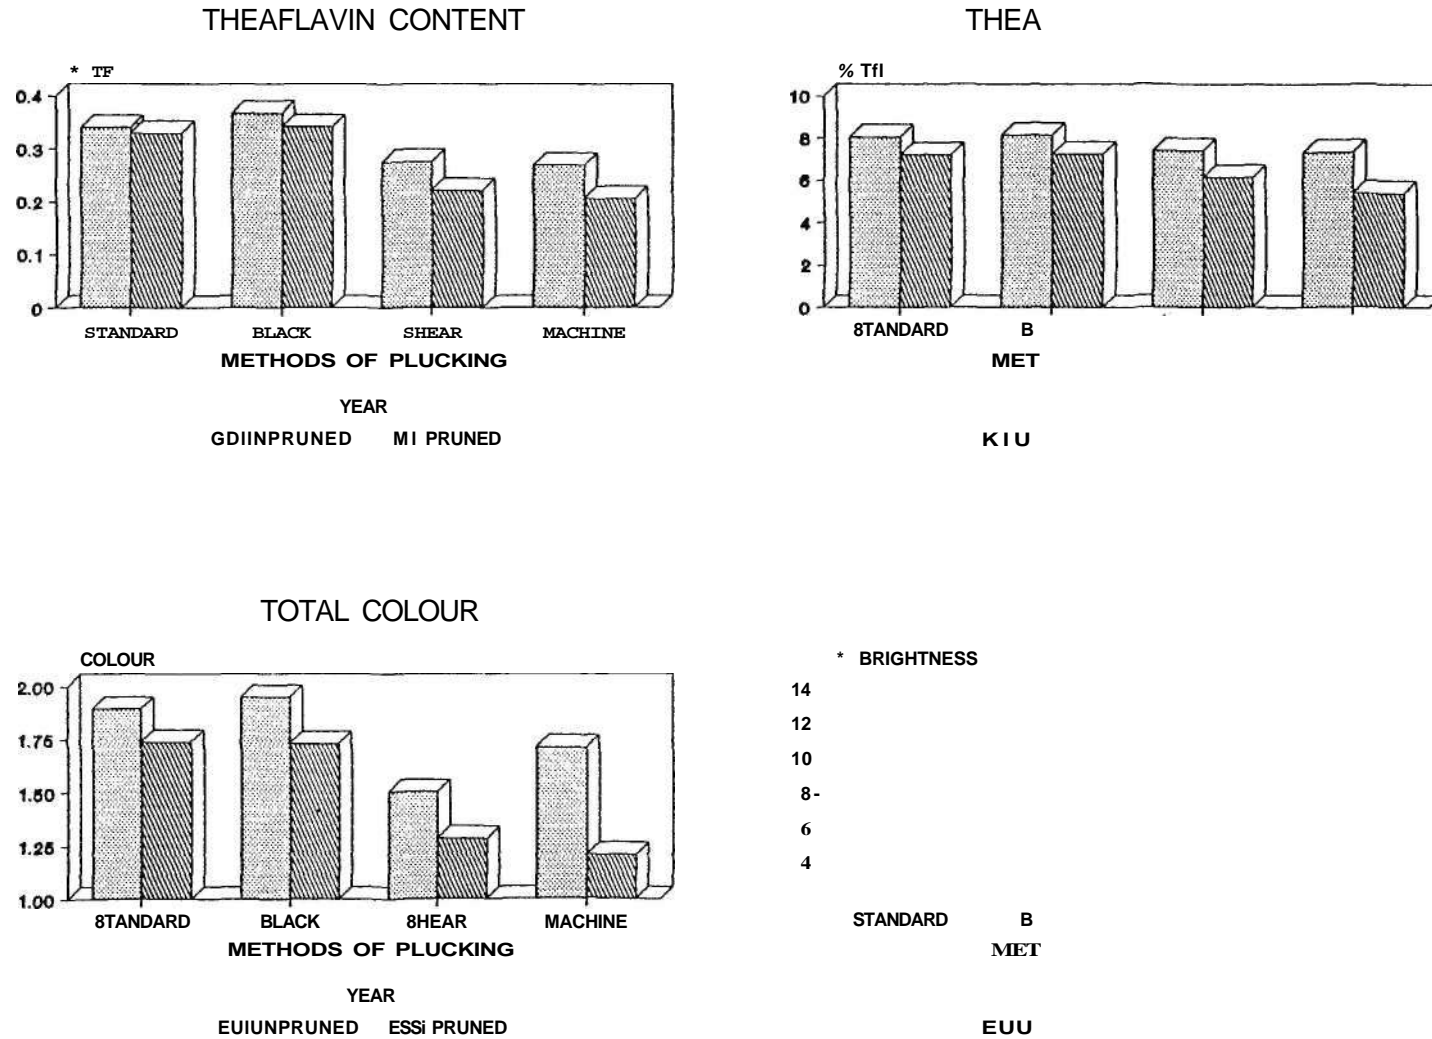 THEAFLAVIN CONTENT
* TF
0.4
0.3
0.2
0.1
0
STANDARD BLACK SHEAR MACHINE
METHODS OF PLUCKING
YEAR
GDIINPRUNED MI PRUNED
THEA
% Tfl
10
8
6
4
2
0
8TANDARD B
MET
KIU
TOTAL COLOUR
COLOUR
2.00
1.75
1.50
1.25
1.00
8TANDARD BLACK 8HEAR MACHINE
METHODS OF PLUCKING
YEAR
EUIUNPRUNED ESSi PRUNED
* BRIGHTNESS
14
12
10
8-
6
4
STANDARD B
MET
EUU